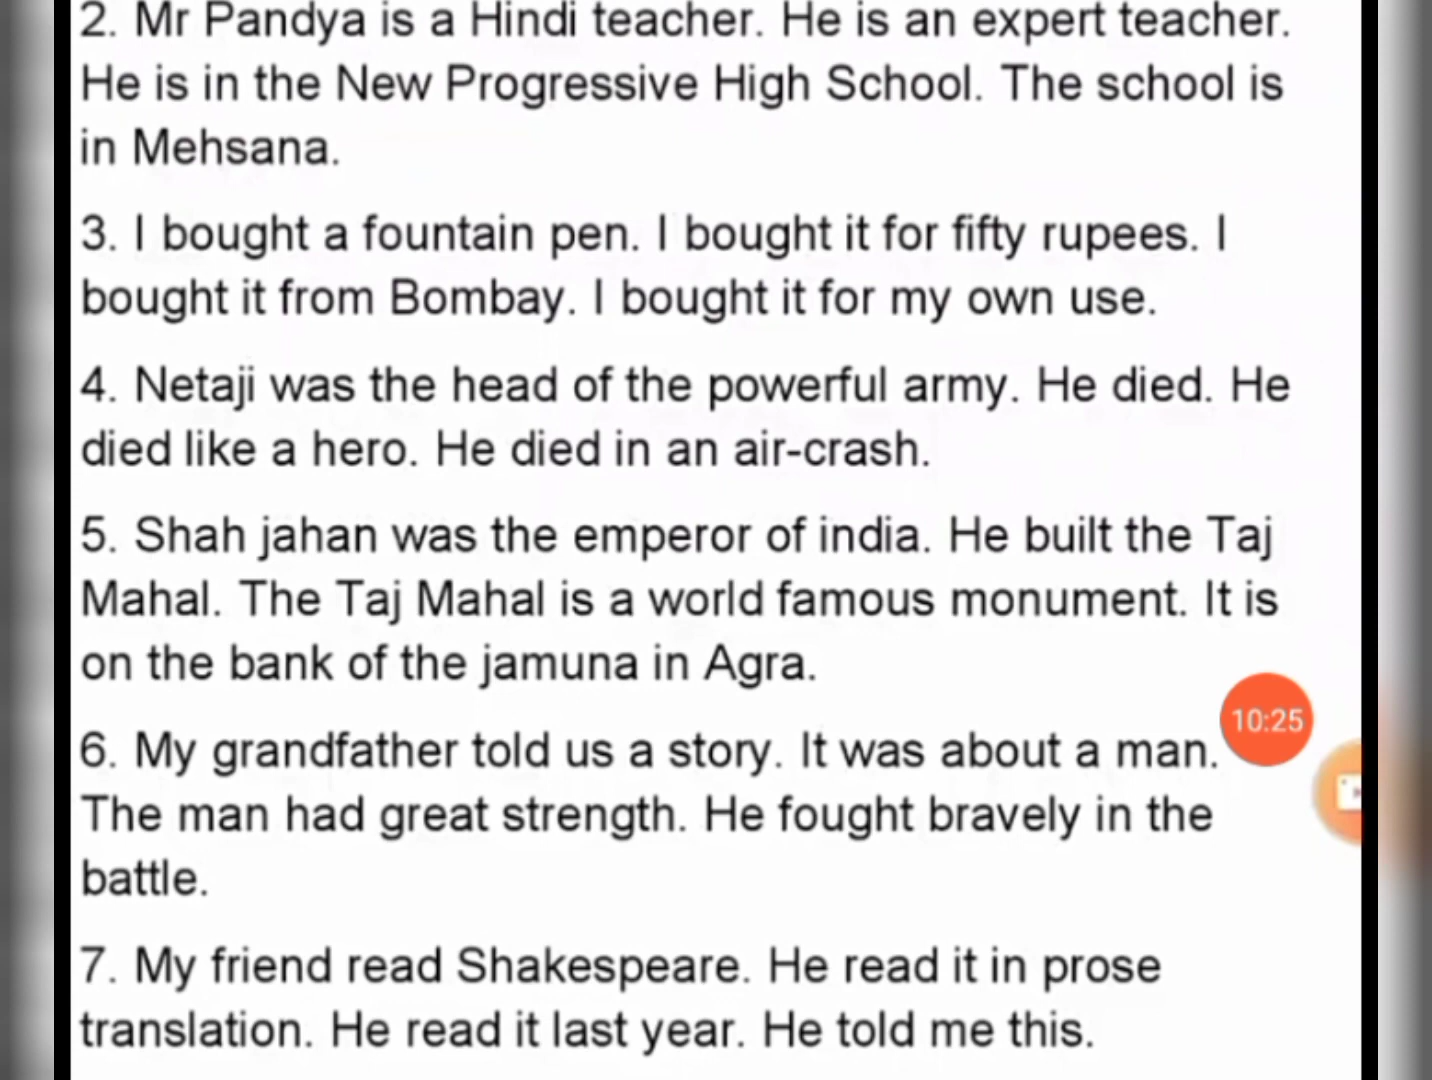 2. Mr Pandya is a Hindi teacher. He is an expert teacher.
He is in the New Progressive High School. The school is
in Mehsana.
3. I bought a fountain pen. I bought it for fifty rupees. I
bought it from Bombay. I bought it for my own use.
4. Netaji was the head of the powerful army. He died. He
died like a hero. He died in an air-crash.
5. Shah jahan was the emperor of india. He built the Taj
Mahal. The Taj Mahal is a world famous monument. It is
on the bank of the jamuna in Agra.
10:25
6. My grandfather told us a story. It was about a man.
The man had great strength. He fought bravely in the
battle.
7. My friend read Shakespeare. He read it in prose
translation. He read it last year. He told me this.